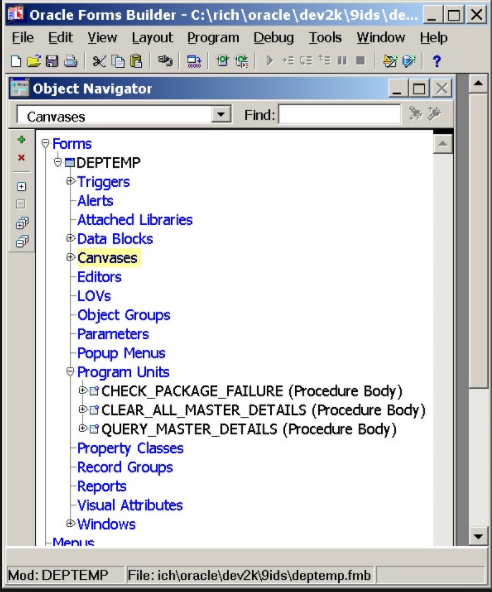 Oracle Forms Builder - C:\rich\oracle\dev2k\9ids\de...
File Edit View Layout Program Debug Tools Window Help
Object Navigator
Canvases Find:
Forms
DEPTEMP
Triggers
Alerts
Attached Libraries
Data Blocks
Canvases
Editors
LOVs
Object Groups
Parameters
Popup Menus
Program Units
CHECK_PACKAGE_FAILURE (Procedure Body)
CLEAR_ALL_MASTER_DETAILS (Procedure Body)
QUERY_MASTER_DETAILS (Procedure Body)
Property Classes
Record Groups
Reports
Visual Attributes
Windows
Menus
Mod: DEPTEMP File: ich\oracle\dev2k\9ids\deptemp.fmb